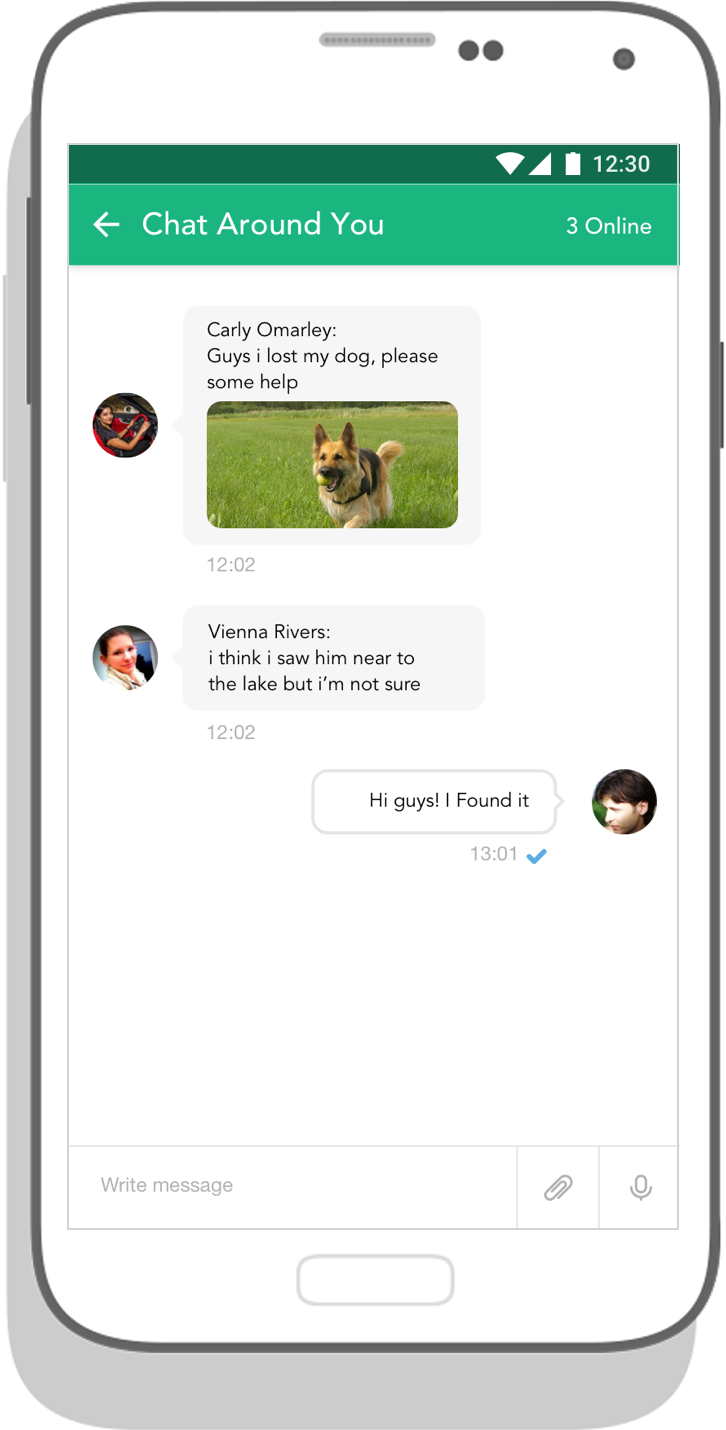 12:30
Chat Around You
3 Online
Carly Omarley:
Guys i lost my dog, please
some help
12:02
Vienna Rivers:
i think i saw him near to
the lake but i’m not sure
12:02
Hi guys! I Found it
13:01
Write message